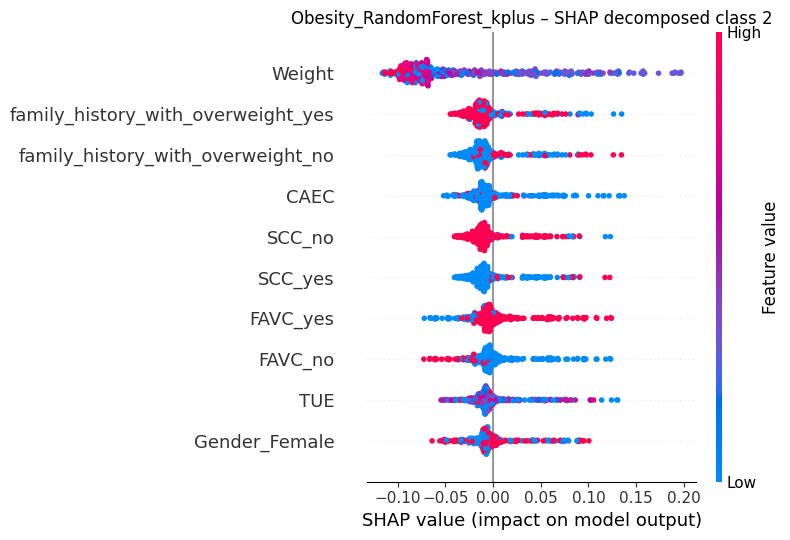 Obesity_RandomForest_kplus – SHAP decomposed class 2
High
Weight
family_history_with_overweight_yes
family_history_with_overweight_no
CAEC
SCC_no
SCC_yes
FAVC_yes
FAVC_no
TUE
Gender_Female
Feature value
Low
−0.10 −0.05 0.00 0.05 0.10 0.15 0.20
SHAP value (impact on model output)